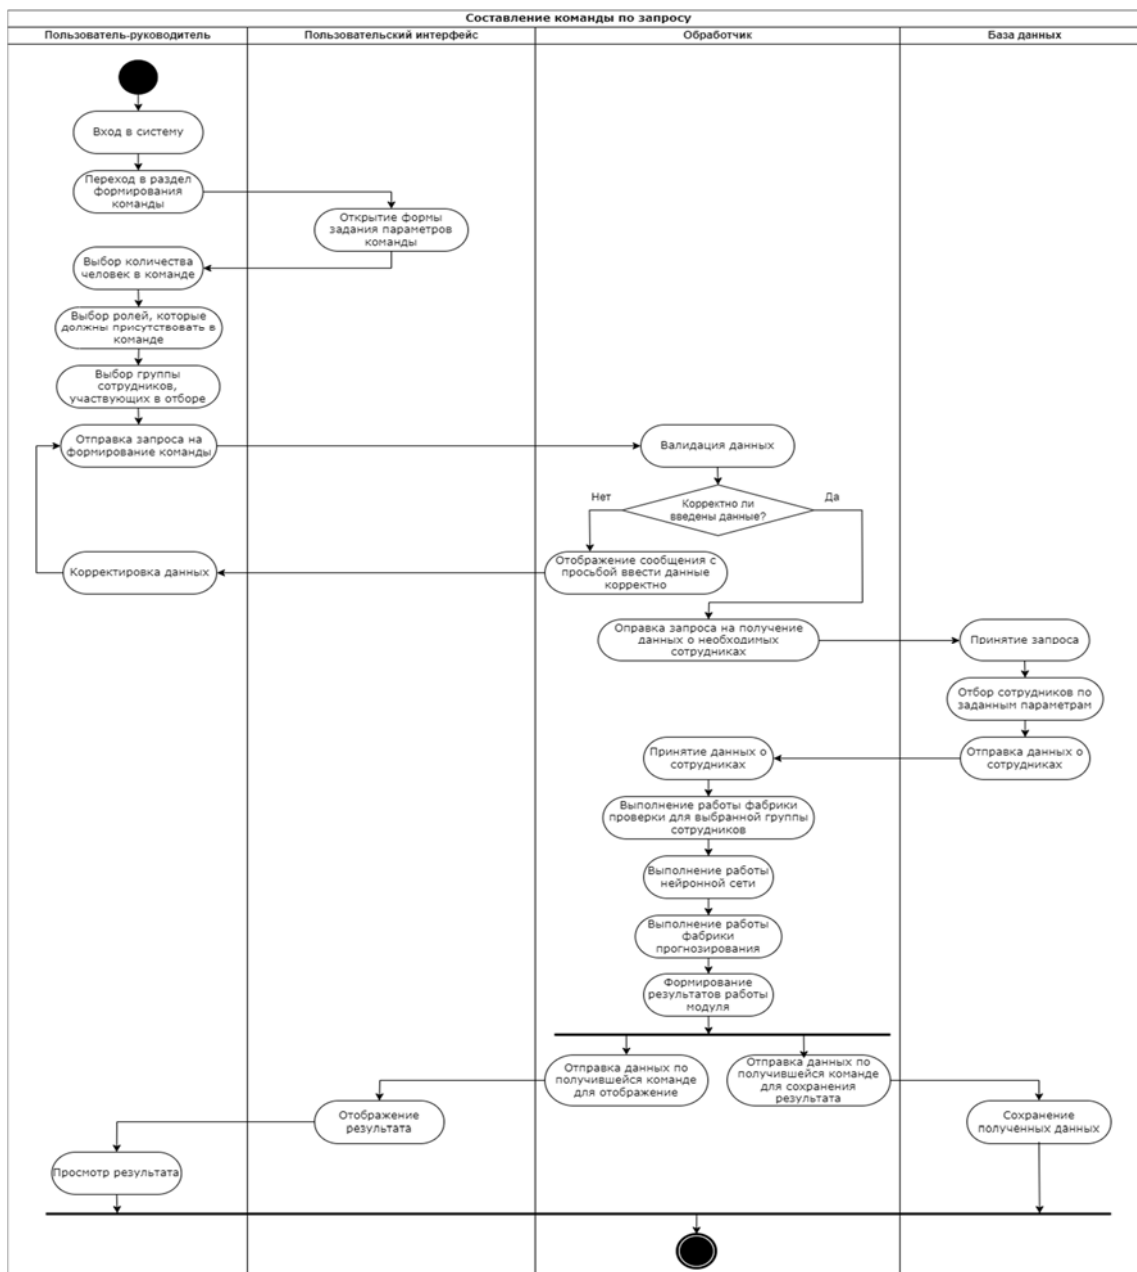 Составление команды по запросу
Пользователь-руководитель
Пользовательский интерфейс
Обработчик
База данных
Вход в систему
Переход в раздел
формирования
команды
Открытие формы
задания параметров
команды
Выбор количества
человек в команде
Выбор ролей, которые
должны присутствовать в
команде
Выбор группы
сотрудников,
участвующих в отборе
Отправка запроса на
формирование команды
Валидация данных
Нет
Корректно ли
введены данные?
Да
Отображение сообщения с
просьбой ввести данные
корректно
Корректировка данных
Оправка запроса на получение
данных о необходимых
сотрудниках
Принятие запроса
Отбор сотрудников по
заданным параметрам
Отправка данных о
сотрудниках
Принятие данных о
сотрудниках
Выполнение работы фабрики
проверки для выбранной группы
сотрудников
Выполнение работы
нейронной сети
Выполнение работы
фабрики
прогнозирования
Формирование
результатов работы
модуля
Отправка данных по
получившейся команде
для отображение
Отправка данных по
получившейся команде
для сохранения
результата
Отображение
результата
Сохранение
полученных данных
Просмотр результата